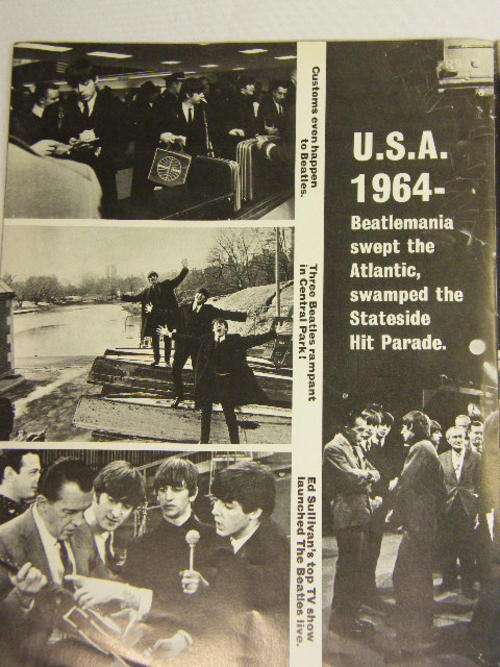 Customs even happen
to Beatles.
Three Beatles rampant
in Central Park!
Ed Sullivan's top TV show
launched The Beatles live.
U.S.A.
1964-
Beatlemania
swept the
Atlantic,
swamped the
Stateside
Hit Parade.